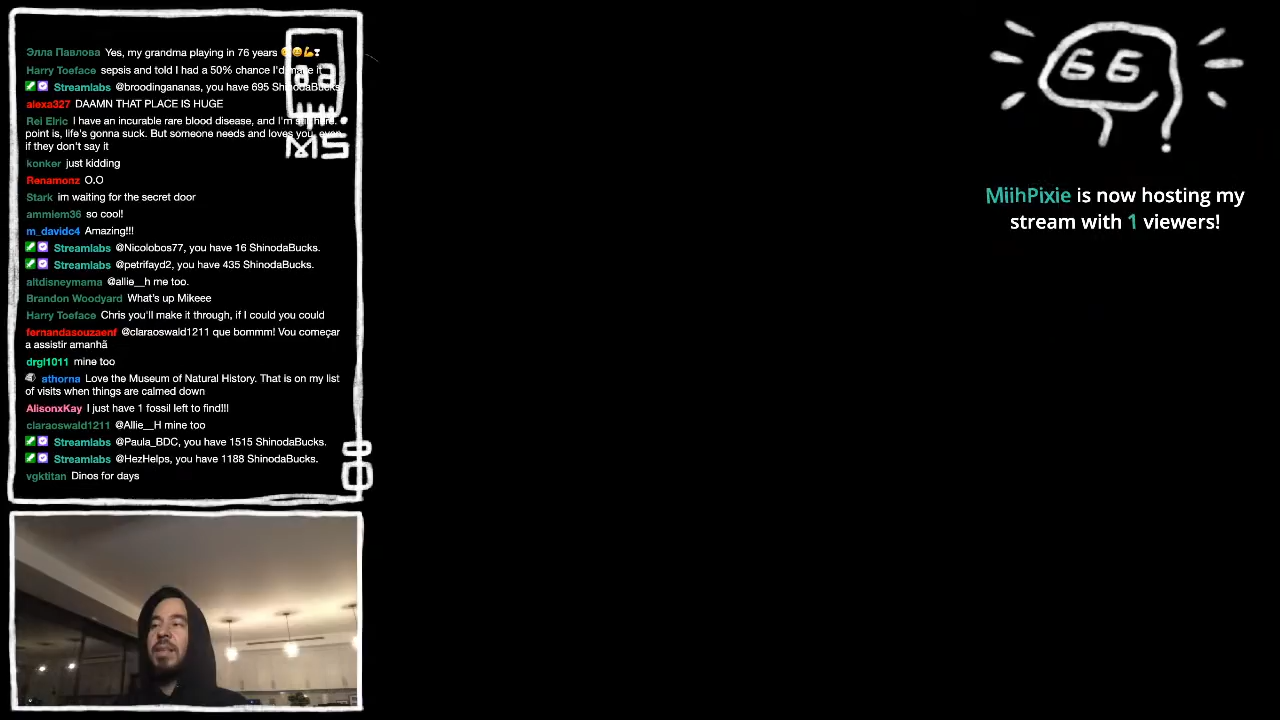 Элла Павлова Yes, my grandma playing in 76 years
Harry Toeface sepsis and told I had a 50% chance I'd make it
Streamlabs @broodingananas, you have 695 ShinodaBucks.
alexa327 DAAMN THAT PLACE IS HUGE
Rei Elric I have an incurable rare blood disease, and I'm still here.
point is, life's gonna suck. But someone needs and loves you, even
if they don't say it
konker just kidding
Renamonz O.O
Stark im waiting for the secret door
ammiem36 so cool!
m_davidc4 Amazing!!!
Streamlabs @Nicolobos77, you have 16 ShinodaBucks.
Streamlabs @petrifayd2, you have 435 ShinodaBucks.
altdisneymama @allie__h me too.
Brandon Woodyard What's up Mikeee
Harry Toeface Chris you'll make it through, if I could you could
fernandasouzaenf @claraoswald1211 que bommm! Vou começar
a assistir amanhã
drgl1011 mine too
athorna Love the Museum of Natural History. That is on my list
of visits when things are calmed down
AlisonxKay I just have 1 fossil left to find!!!
claraoswald1211 @Allie__H mine too
Streamlabs @Paula_BDC, you have 1515 ShinodaBucks.
Streamlabs @HezHelps, you have 1188 ShinodaBucks.
vgktitan Dinos for days
MS
66
MiihPixie is now hosting my
stream with 1 viewers!